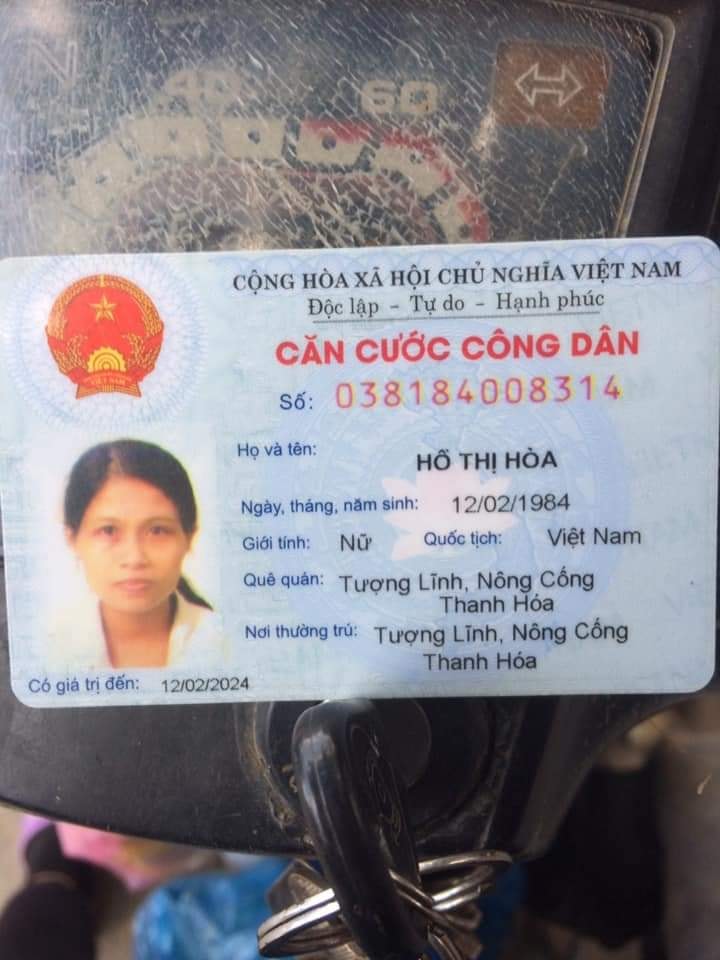 40 60
CỘNG HÒA XÃ HỘI CHỦ NGHĨA VIỆT NAM
Độc lập - Tự do - Hạnh phúc
CĂN CƯỚC CÔNG DÂN
Số: 038184008314
Họ và tên: HỒ THỊ HÒA
Ngày, tháng, năm sinh: 12/02/1984
Giới tính: Nữ Quốc tịch: Việt Nam
Quê quán: Tượng Lĩnh, Nông Cống
Thanh Hóa
Nơi thường trú: Tượng Lĩnh, Nông Cống
Thanh Hóa
Có giá trị đến: 12/02/2024
VIỆT NAM